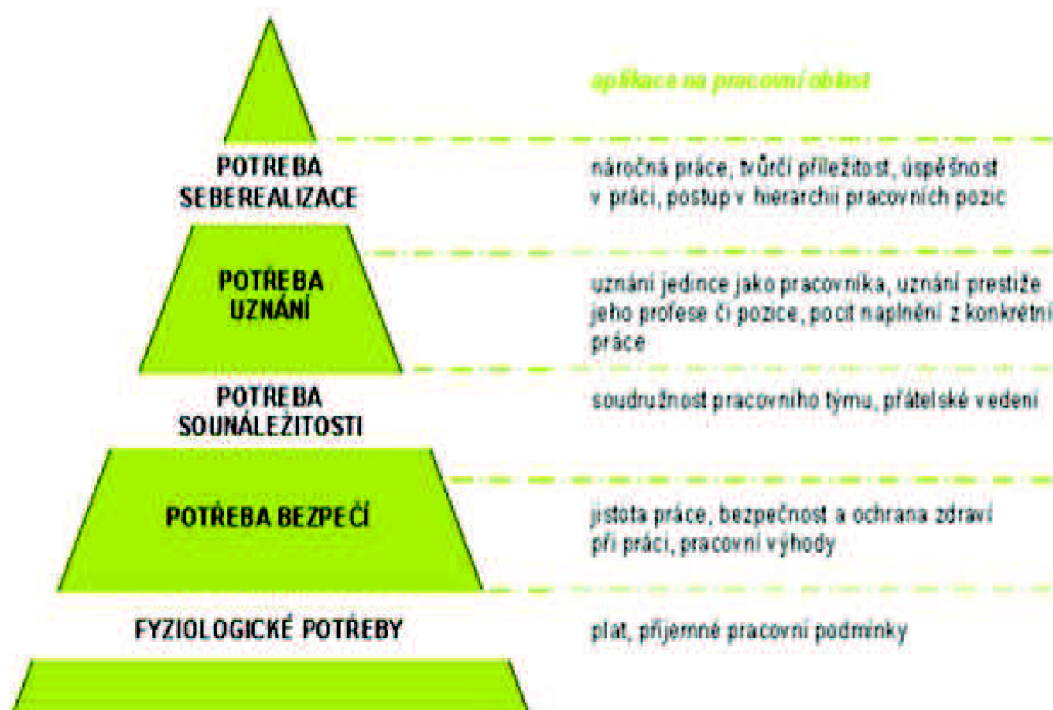 aplikace na pracovní oblast
POTŘEBA
SEBEREALIZACE
náročná práce, tvůrčí příležitost, úspěšnost
v práci, postup v hierarchii pracovních pozic
POTŘEBA
UZNÁNÍ
uznání jedince jako pracovníka, uznání prestiže
jeho profese či pozice, pocit naplnění z konkrétní
práce
POTŘEBA
SOUNÁLEŽITOSTI
soudružnost pracovního týmu, přátelské vedení
POTŘEBA BEZPEČÍ
jistota práce, bezpečnost a ochrana zdraví
při práci, pracovní výhody
FYZIOLOGICKÉ POTŘEBY
plat, příjemné pracovní podmínky